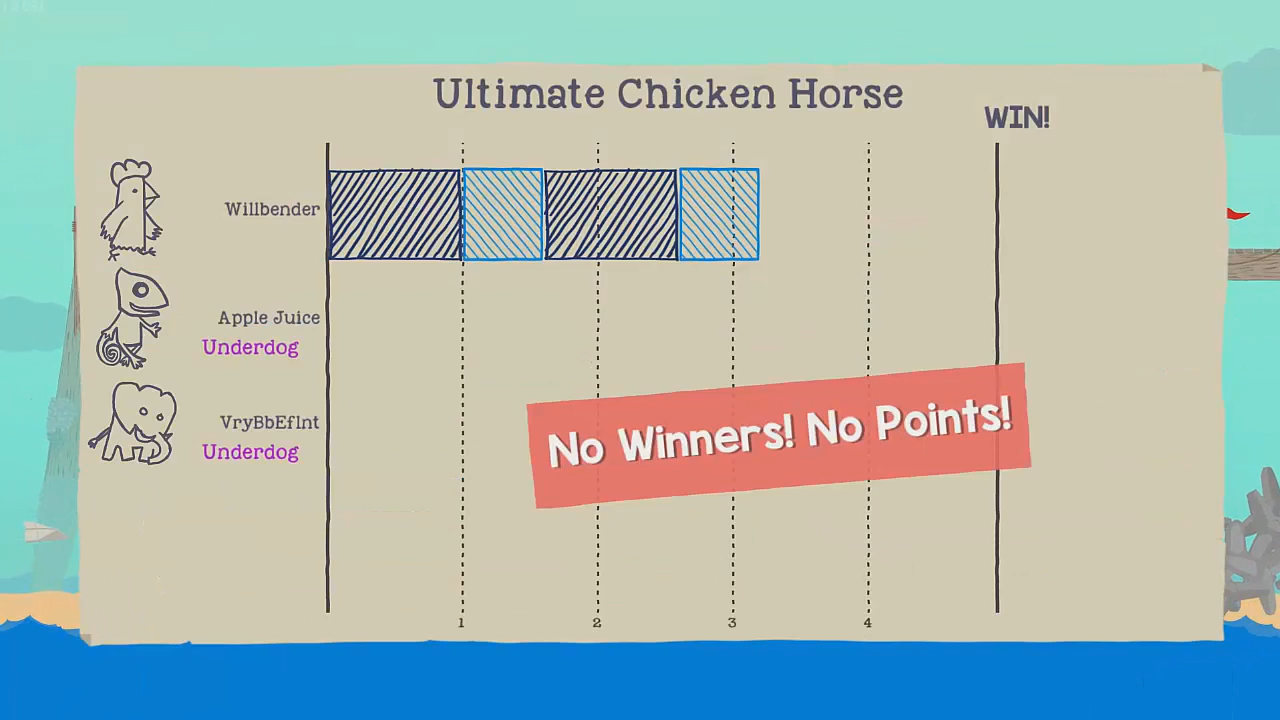 Ultimate Chicken Horse
WIN!
Willbender
Apple Juice
Underdog
VryBbEflnt
Underdog
No Winners! No Points!
1 2 3 4